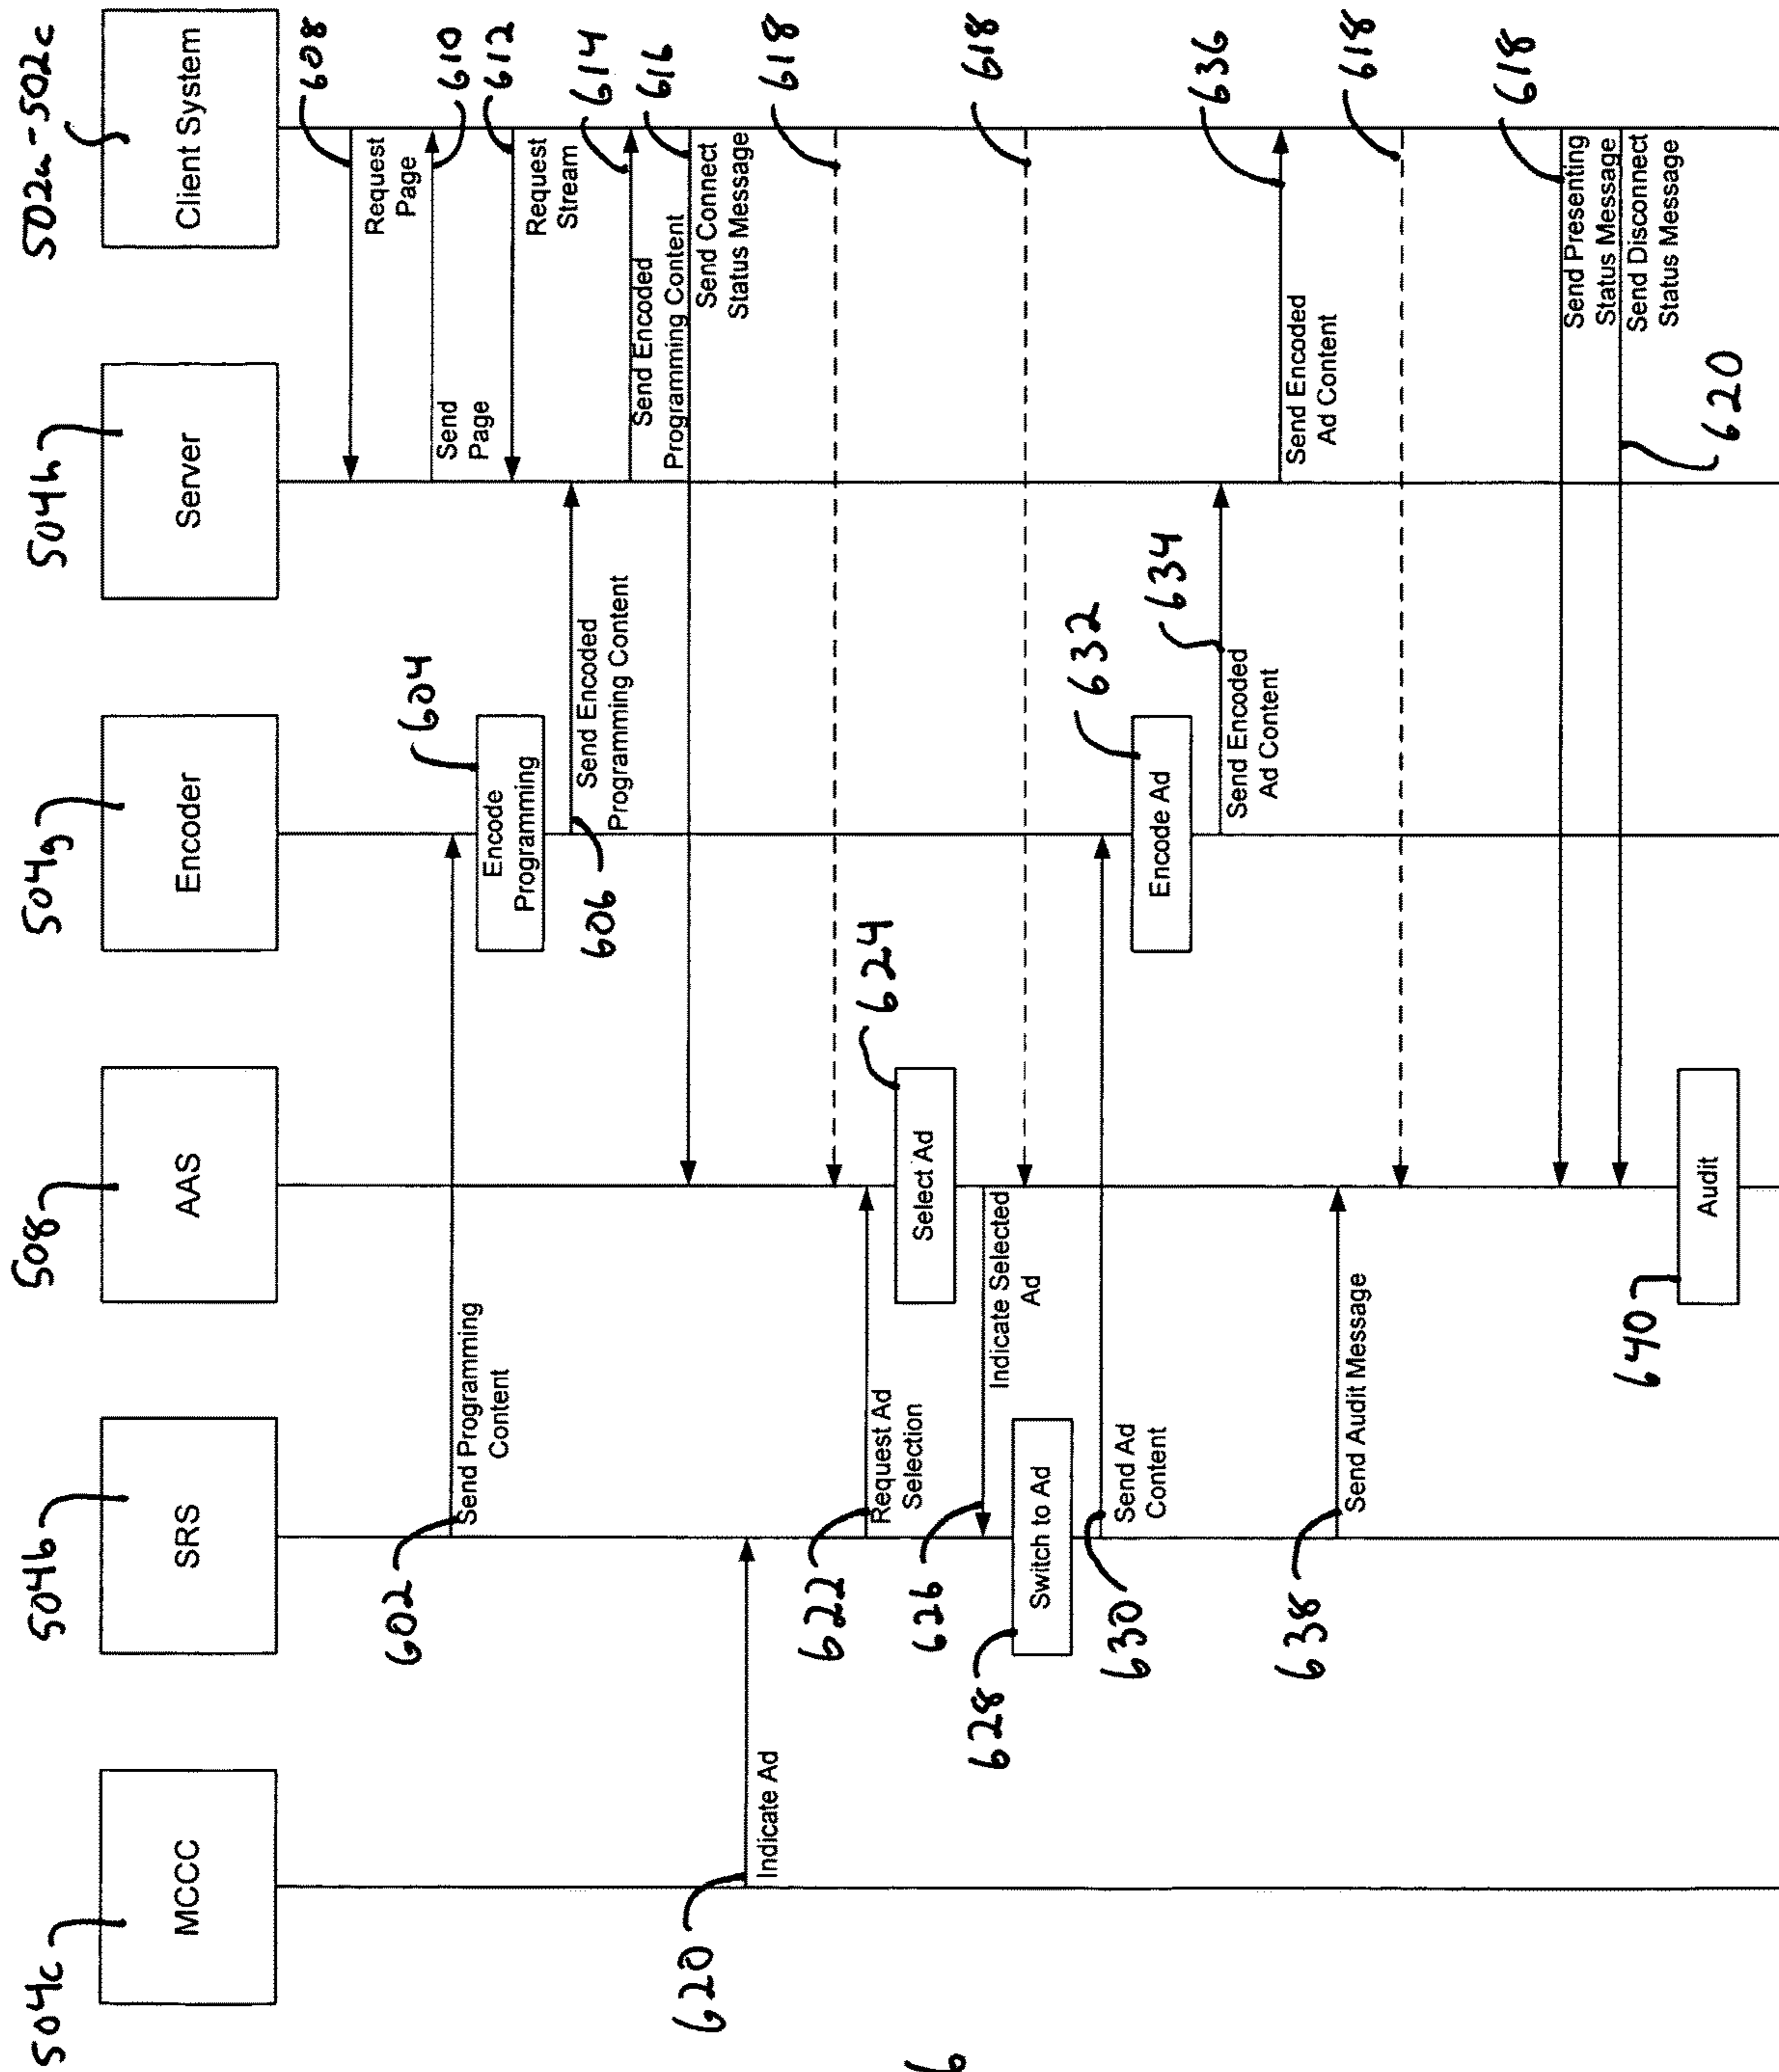 504c
504b
508
504g
504h
502a-502c
MCCC
SRS
AAS
Encoder
Server
Client System
608
Request
Page
602
604
610
Send
Page
Send Programming
Content
Encode
Programming
612
Request
Stream
606
Send Encoded
Programming Content
614
Send Encoded
Programming Content
616
Send Connect
Status Message
620
Indicate Ad
618
622
Request Ad
Selection
624
Select Ad
626
Indicate Selected
Ad
618
628
Switch to Ad
630
Send Ad
Content
632
Encode Ad
634
Send Encoded
Ad Content
636
Send Encoded
Ad Content
638
Send Audit Message
618
618
Send Presenting
Status Message
Send Disconnect
Status Message
620
640
Audit
6